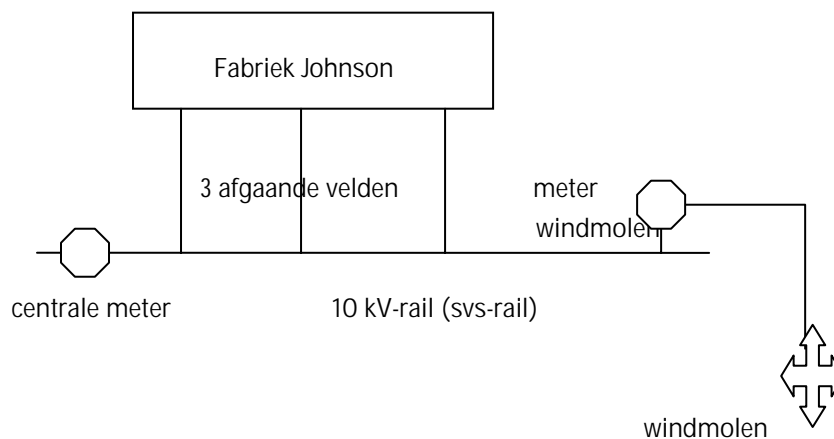 Fabriek Johnson
3 afgaande velden
meter
windmolen
centrale meter
10 kV-rail (svs-rail)
windmolen